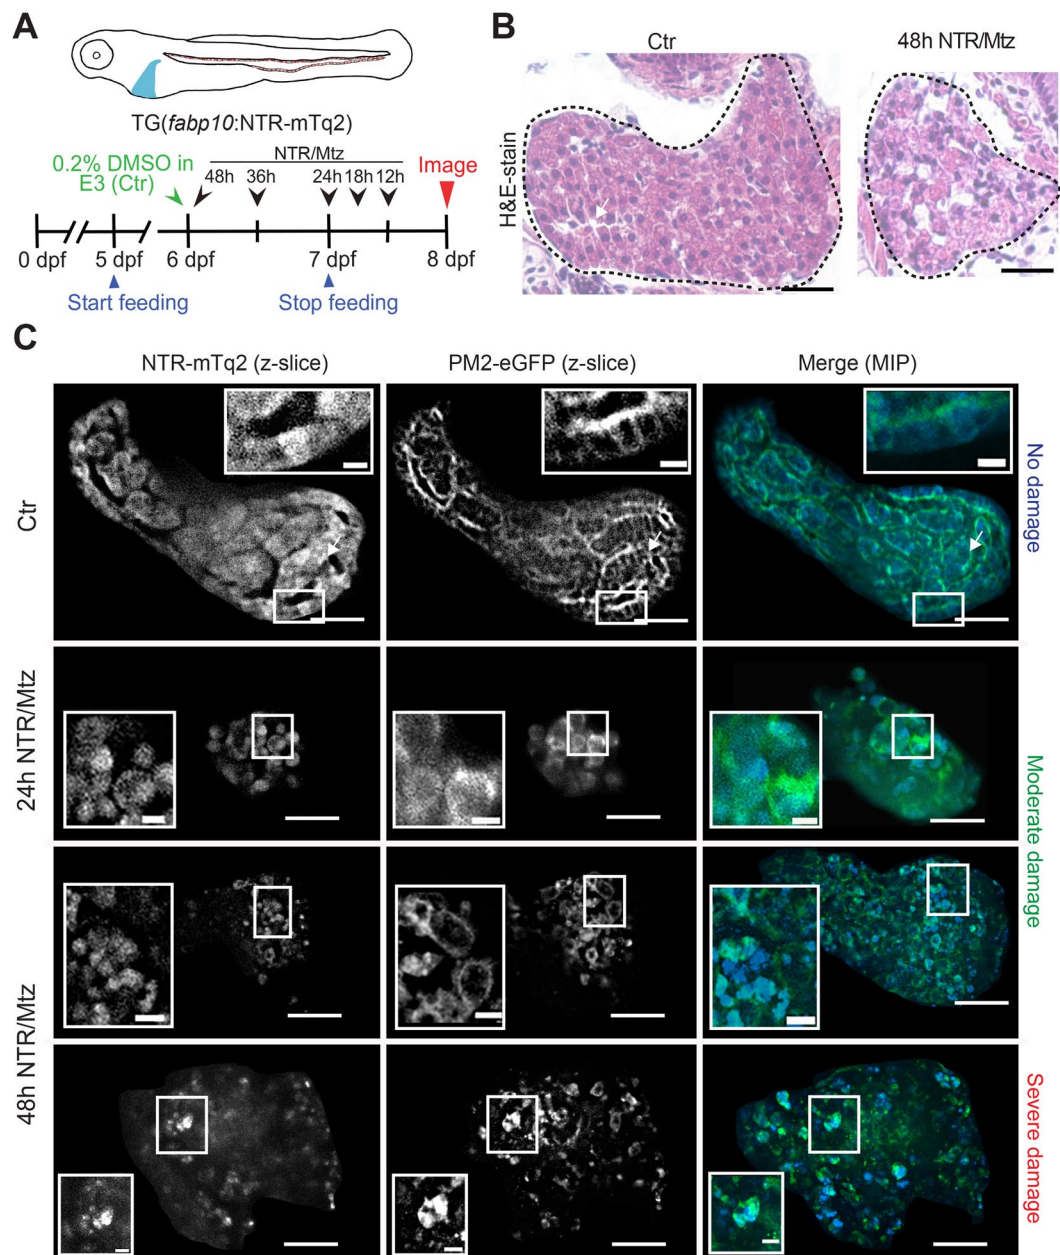 A
TG(fabp10:NTR-mTq2)
0.2% DMSO in
E3 (Ctr)
NTR/Mtz
48h
36h
24h
18h
12h
Image
0 dpf
5 dpf
6 dpf
7 dpf
8 dpf
Start feeding
Stop feeding
B
Ctr
48h NTR/Mtz
H&E-stain
C
NTR-mTq2 (z-slice)
PM2-eGFP (z-slice)
Merge (MIP)
Ctr
No damage
24h NTR/Mtz
Moderate damage
48h NTR/Mtz
Severe damage